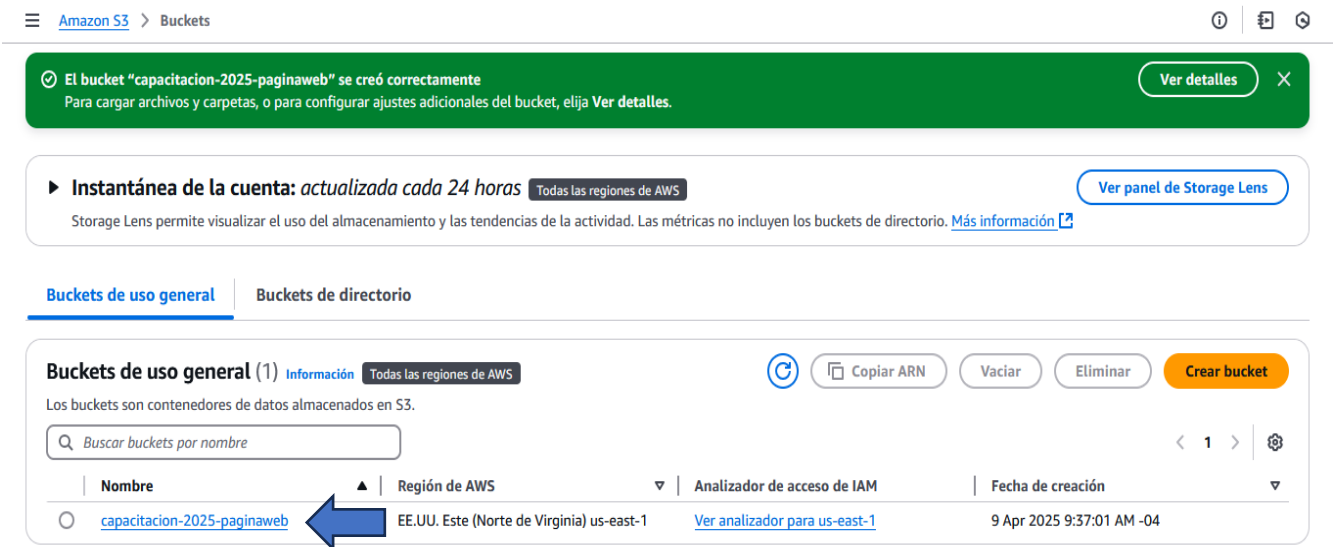 Amazon S3 > Buckets
El bucket “capacitacion-2025-paginaweb” se creó correctamente
Para cargar archivos y carpetas, o para configurar ajustes adicionales del bucket, elija Ver detalles.
Ver detalles
Instantánea de la cuenta: actualizada cada 24 horas Todas las regiones de AWS
Ver panel de Storage Lens
Storage Lens permite visualizar el uso del almacenamiento y las tendencias de la actividad. Las métricas no incluyen los buckets de directorio. Más información
Buckets de uso general Buckets de directorio
Buckets de uso general (1) Información Todas las regiones de AWS
Copiar ARN Vaciar Eliminar Crear bucket
Los buckets son contenedores de datos almacenados en S3.
Buscar buckets por nombre
1
Nombre Región de AWS Analizador de acceso de IAM Fecha de creación
capacitacion-2025-paginaweb EE.UU. Este (Norte de Virginia) us-east-1 Ver analizador para us-east-1 9 Apr 2025 9:37:01 AM -04